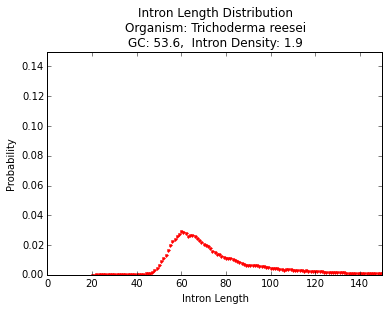 Intron Length Distribution
Organism: Trichoderma reesei
GC: 53.6,  Intron Density: 1.9
0.14
0.12
0.10
0.08
0.06
0.04
0.02
0.00
Probability
0 20 40 60 80 100 120 140
Intron Length